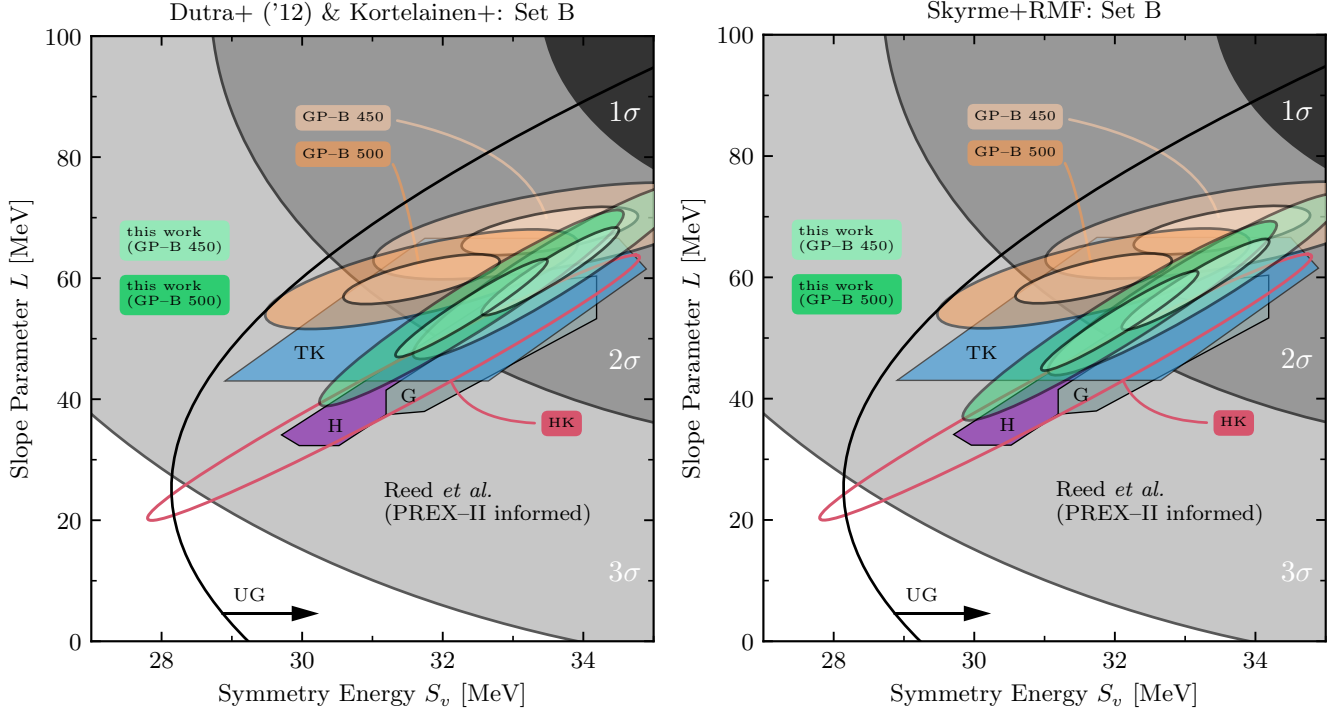 Dutra+ ('12) & Kortelainen+: Set B
100
80
60
40
20
0
28
30
32
34
Slope Parameter L [MeV]
Symmetry Energy S_v [MeV]
1σ
2σ
3σ
GP–B 450
GP–B 500
this work
(GP–B 450)
this work
(GP–B 500)
TK
H
G
HK
Reed et al.
(PREX–II informed)
UG
Skyrme+RMF: Set B
100
80
60
40
20
0
28
30
32
34
Slope Parameter L [MeV]
Symmetry Energy S_v [MeV]
1σ
2σ
3σ
GP–B 450
GP–B 500
this work
(GP–B 450)
this work
(GP–B 500)
TK
H
G
HK
Reed et al.
(PREX–II informed)
UG